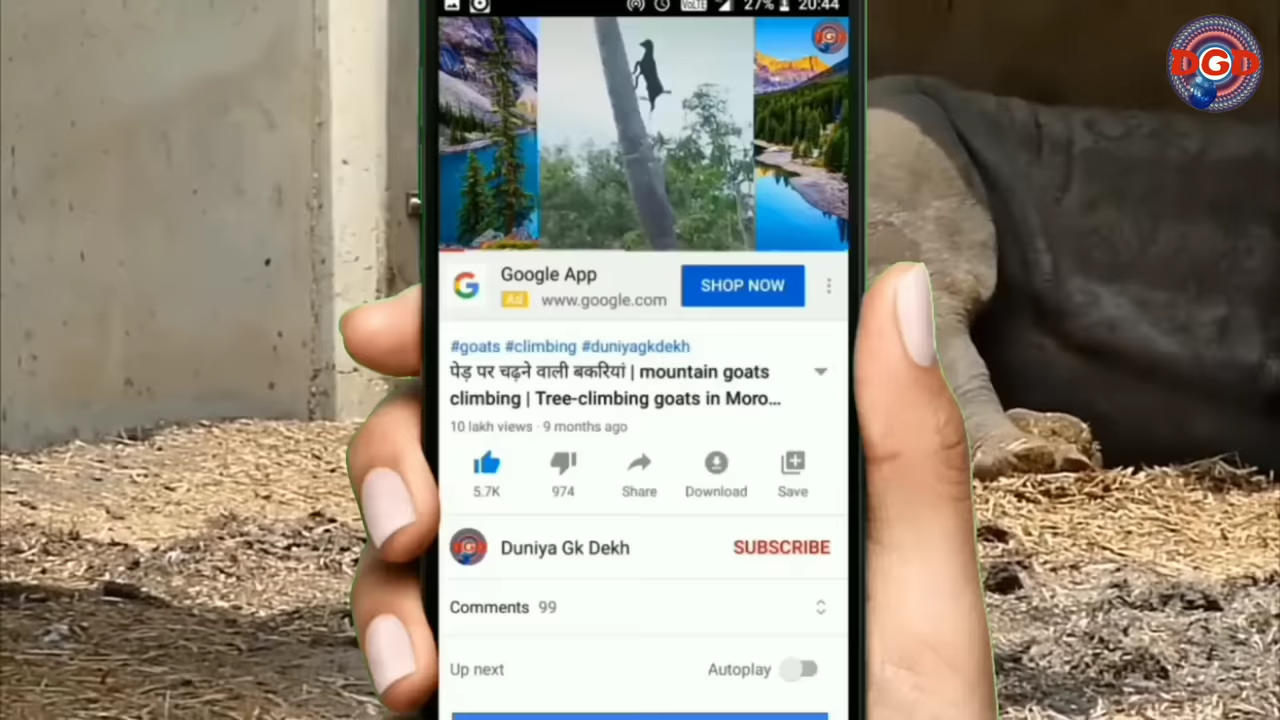 VoLTE 27% 20:44
DGD
Google App
Ad www.google.com
SHOP NOW
#goats #climbing #duniyagkdekh
पेड़ पर चढ़ने वाली बकरियां | mountain goats
climbing | Tree-climbing goats in Moro...
10 lakh views · 9 months ago
5.7K
974
Share
Download
Save
DGD
Duniya Gk Dekh
SUBSCRIBE
Comments 99
Up next
Autoplay